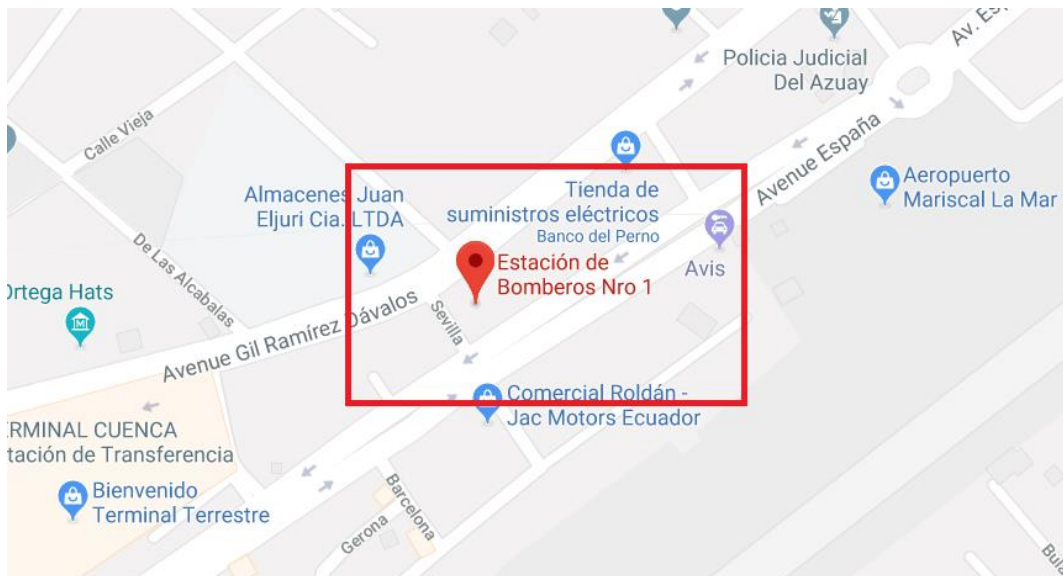 Av. Esp
Policia Judicial
Del Azuay
Calle Vieja
Avenue España
Aeropuerto
Mariscal La Mar
Almacenes Juan
Eljuri Cia. LTDA
Tienda de
suministros eléctricos
Banco del Perno
Avis
Estación de
Bomberos Nro 1
De Las Alcabalas
Ortega Hats
Sevilla
Avenue Gil Ramírez Dávalos
Comercial Roldán -
Jac Motors Ecuador
ERMINAL CUENCA
tación de Transferencia
Bienvenido
Terminal Terrestre
Barcelona
Gerona